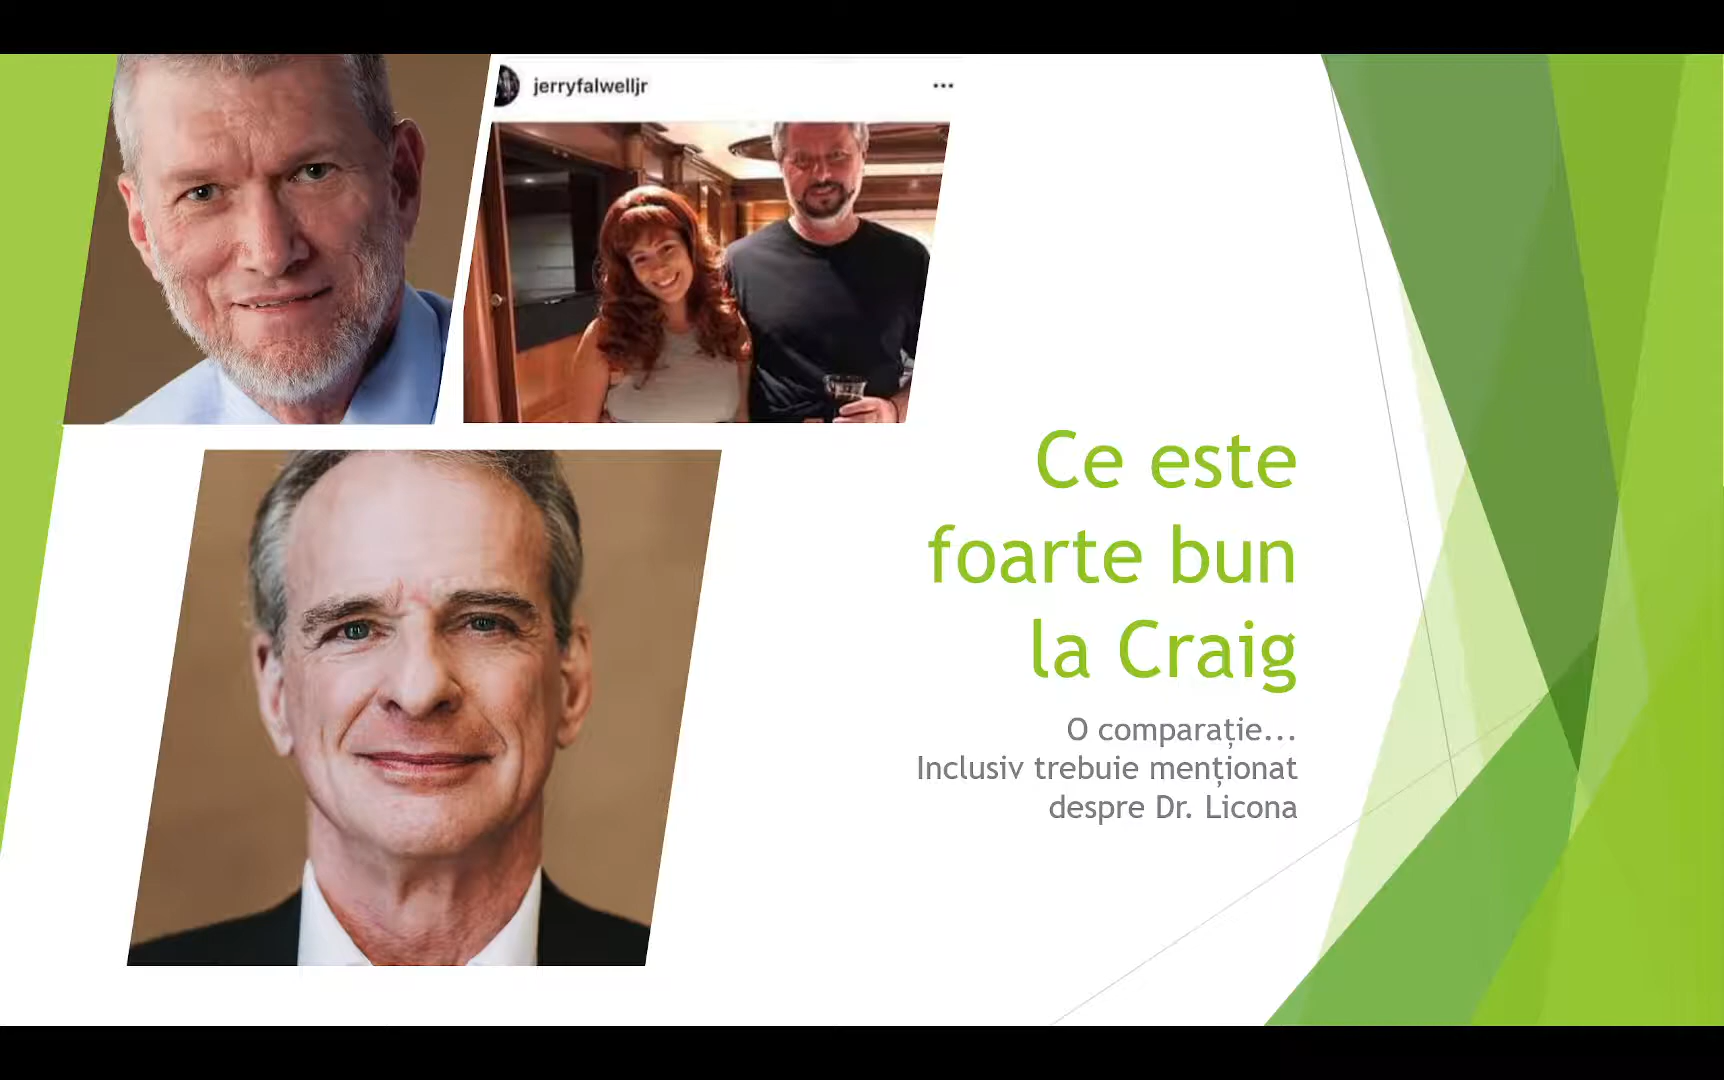 jerryfalwelljr
Ce este
foarte bun
la Craig
O comparație...
Inclusiv trebuie menționat
despre Dr. Licona